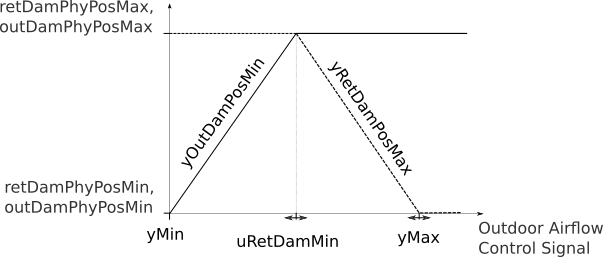 retDamPhyPosMax,
outDamPhyPosMax
yOutDamPosMin
yRetDamPosMax
retDamPhyPosMin,
outDamPhyPosMin
yMin
uRetDamMin
yMax
Outdoor Airflow
Control Signal